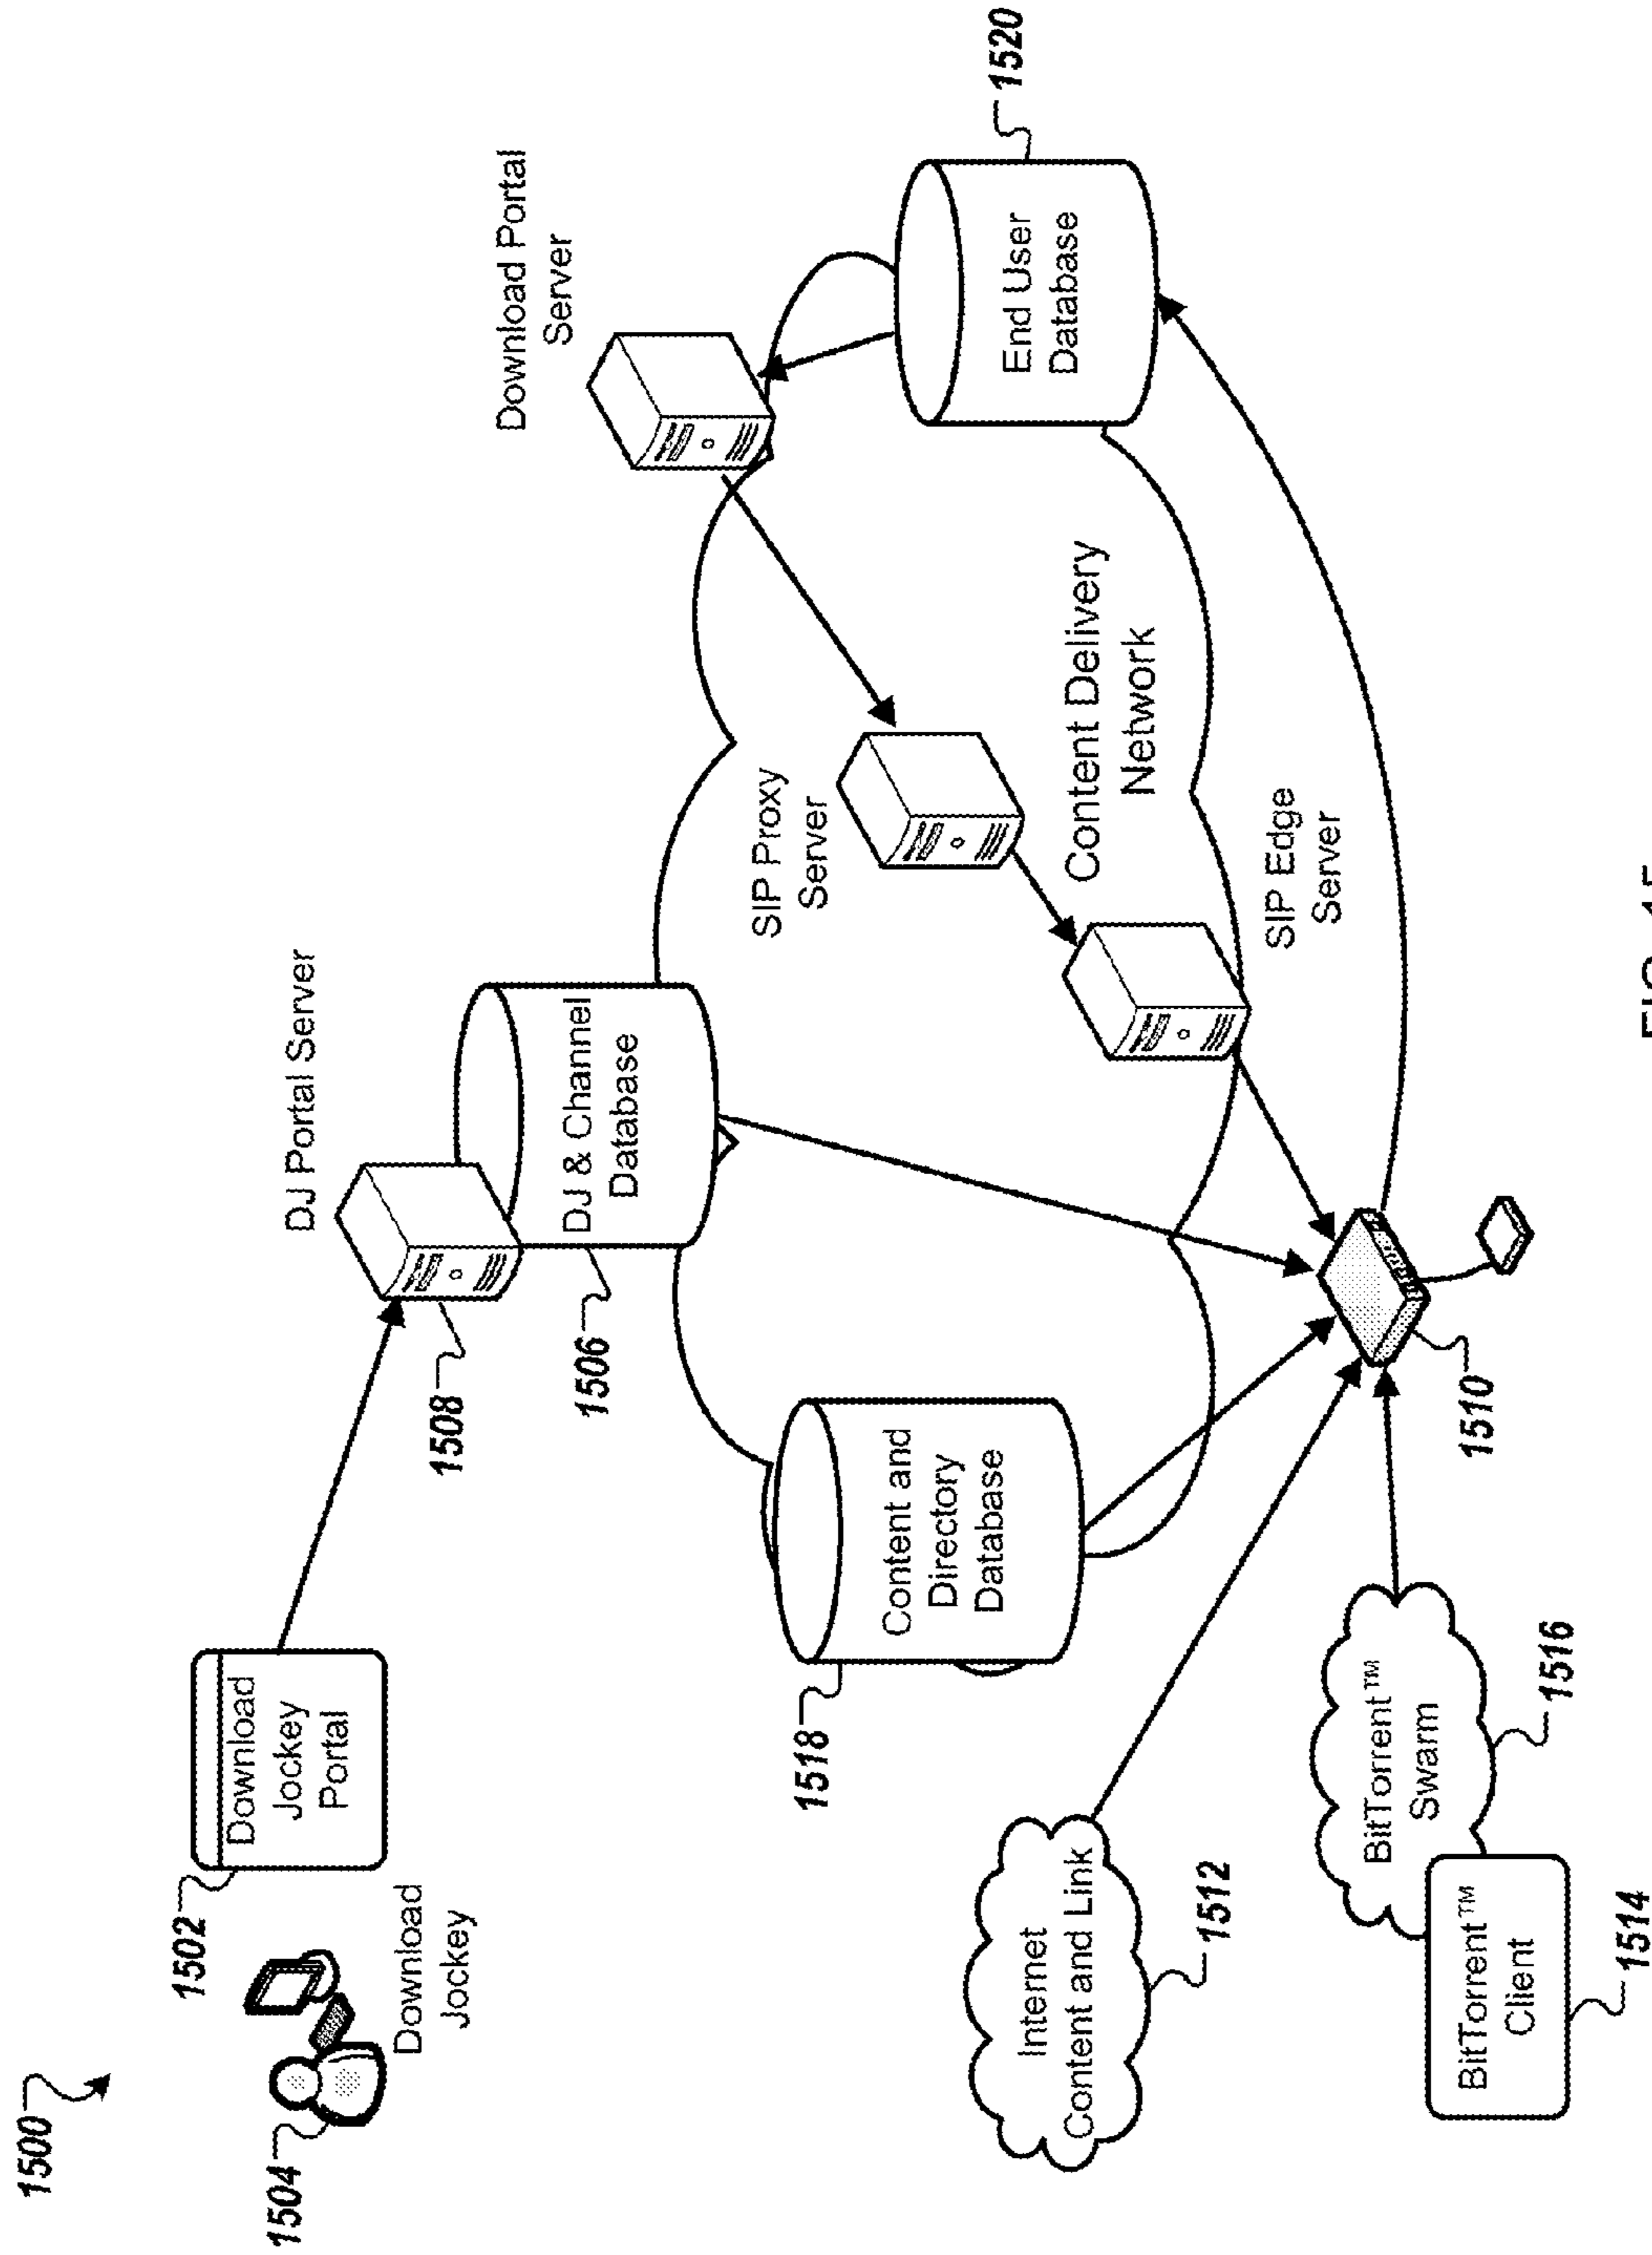 1500
1504
Download
Jockey
1502
Download
Jockey
Portal
1508
DJ Portal Server
1506
DJ & Channel
Database
Download Portal
Server
1518
Content and
Directory
Database
SIP Proxy
Server
Content Delivery
Network
End User
Database
1520
Internet
Content and Link
1512
SIP Edge
Server
1510
BitTorrent™
Swarm
1516
BitTorrent™
Client
1514